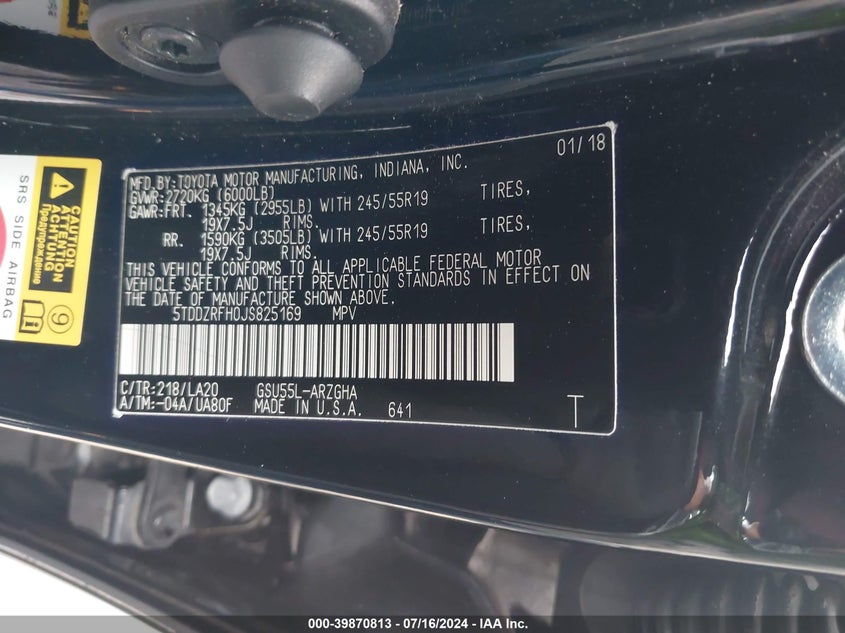 MFD.BY:TOYOTA MOTOR MANUFACTURING, INDIANA, INC. 01/18
GVWR:2720KG (6000LB)
GAWR:FRT. 1345KG (2955LB) WITH 245/55R19 TIRES,
19X7.5J RIMS.
RR. 1590KG (3505LB) WITH 245/55R19 TIRES,
19X7.5J RIMS.
THIS VEHICLE CONFORMS TO ALL APPLICABLE FEDERAL MOTOR
VEHICLE SAFETY AND THEFT PREVENTION STANDARDS IN EFFECT ON
THE DATE OF MANUFACTURE SHOWN ABOVE.
5TDDZRFH0JS825169 MPV
C/TR:218/LA20 GSU55L-ARZGHA
A/TM:-04A/UA80F MADE IN U.S.A. 641 T
SRS SIDE AIRBAG
CAUTION
ATTENTION
ACHTUNG
Предупреждение
9
000-39870813 - 07/16/2024 - IAA Inc.